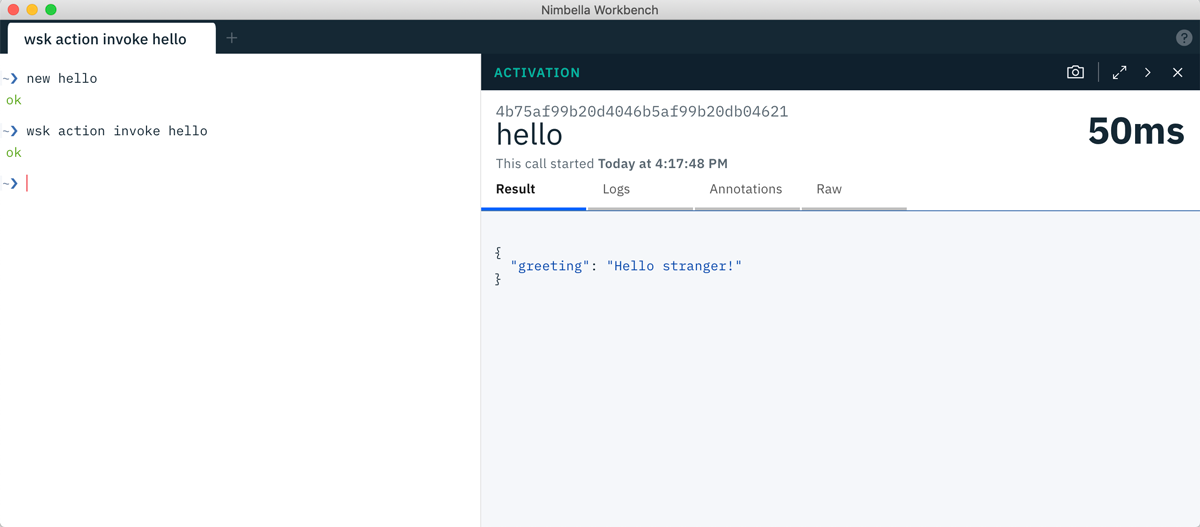 Nimbella Workbench
wsk action invoke hello
~❯ new hello
ok
~❯ wsk action invoke hello
ok
~❯
ACTIVATION
4b75af99b20d4046b5af99b20db04621
hello
50ms
This call started Today at 4:17:48 PM
Result Logs Annotations Raw
{
"greeting": "Hello stranger!"
}